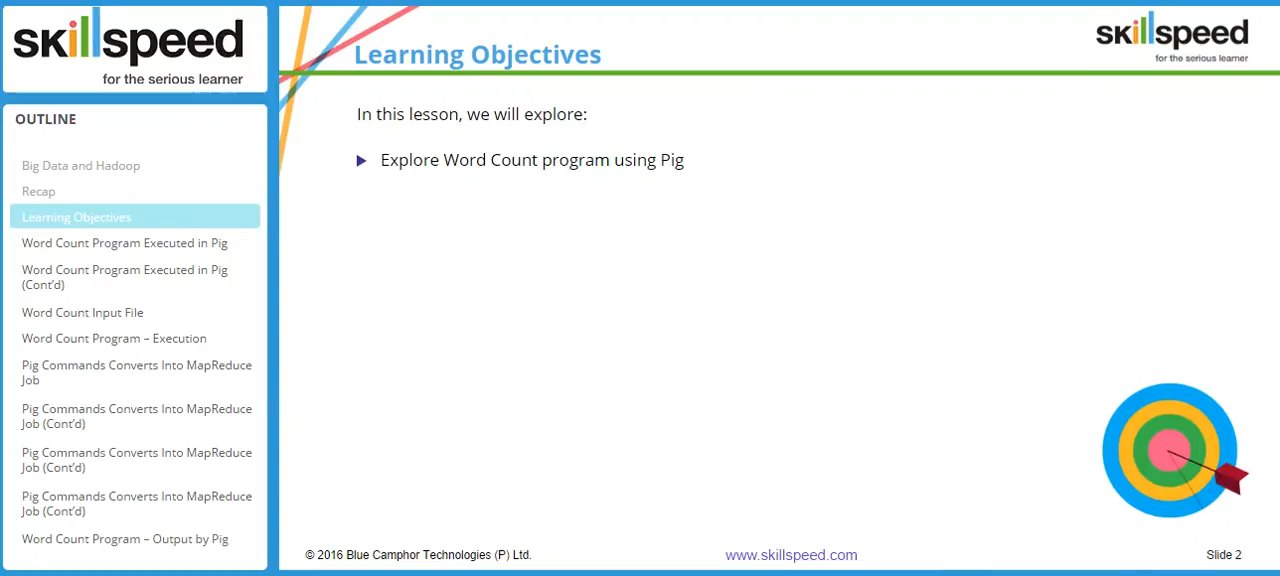 skillspeed
for the serious learner
OUTLINE
Big Data and Hadoop
Recap
Learning Objectives
Word Count Program Executed in Pig
Word Count Program Executed in Pig
(Cont'd)
Word Count Input File
Word Count Program – Execution
Pig Commands Converts Into MapReduce
Job
Pig Commands Converts Into MapReduce
Job (Cont'd)
Pig Commands Converts Into MapReduce
Job (Cont'd)
Pig Commands Converts Into MapReduce
Job (Cont'd)
Word Count Program – Output by Pig
Learning Objectives
skillspeed
for the serious learner
In this lesson, we will explore:
Explore Word Count program using Pig
© 2016 Blue Camphor Technologies (P) Ltd.
www.skillspeed.com
Slide 2